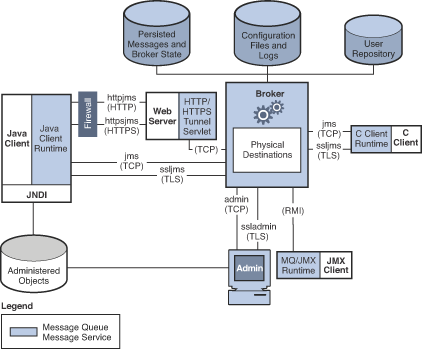 Persisted
Messages and
Broker State
Configuration
Files and
Logs
User
Repository
httpjms
(HTTP)
Firewall
httpsjms
(HTTPS)
Web
Server
HTTP/
HTTPS
Tunnel
Servlet
(TCP)
Broker
Physical
Destinations
Java
Client
Java
Client
Runtime
JNDI
jms
(TCP)
ssljms
(TLS)
jms
(TCP)
ssljms
(TLS)
C Client
Runtime
C
Client
admin
(TCP)
ssladmin
(TLS)
(RMI)
Administered
Objects
Admin
MQ/JMX
Runtime
JMX
Client
Legend
Message Queue
Message Service